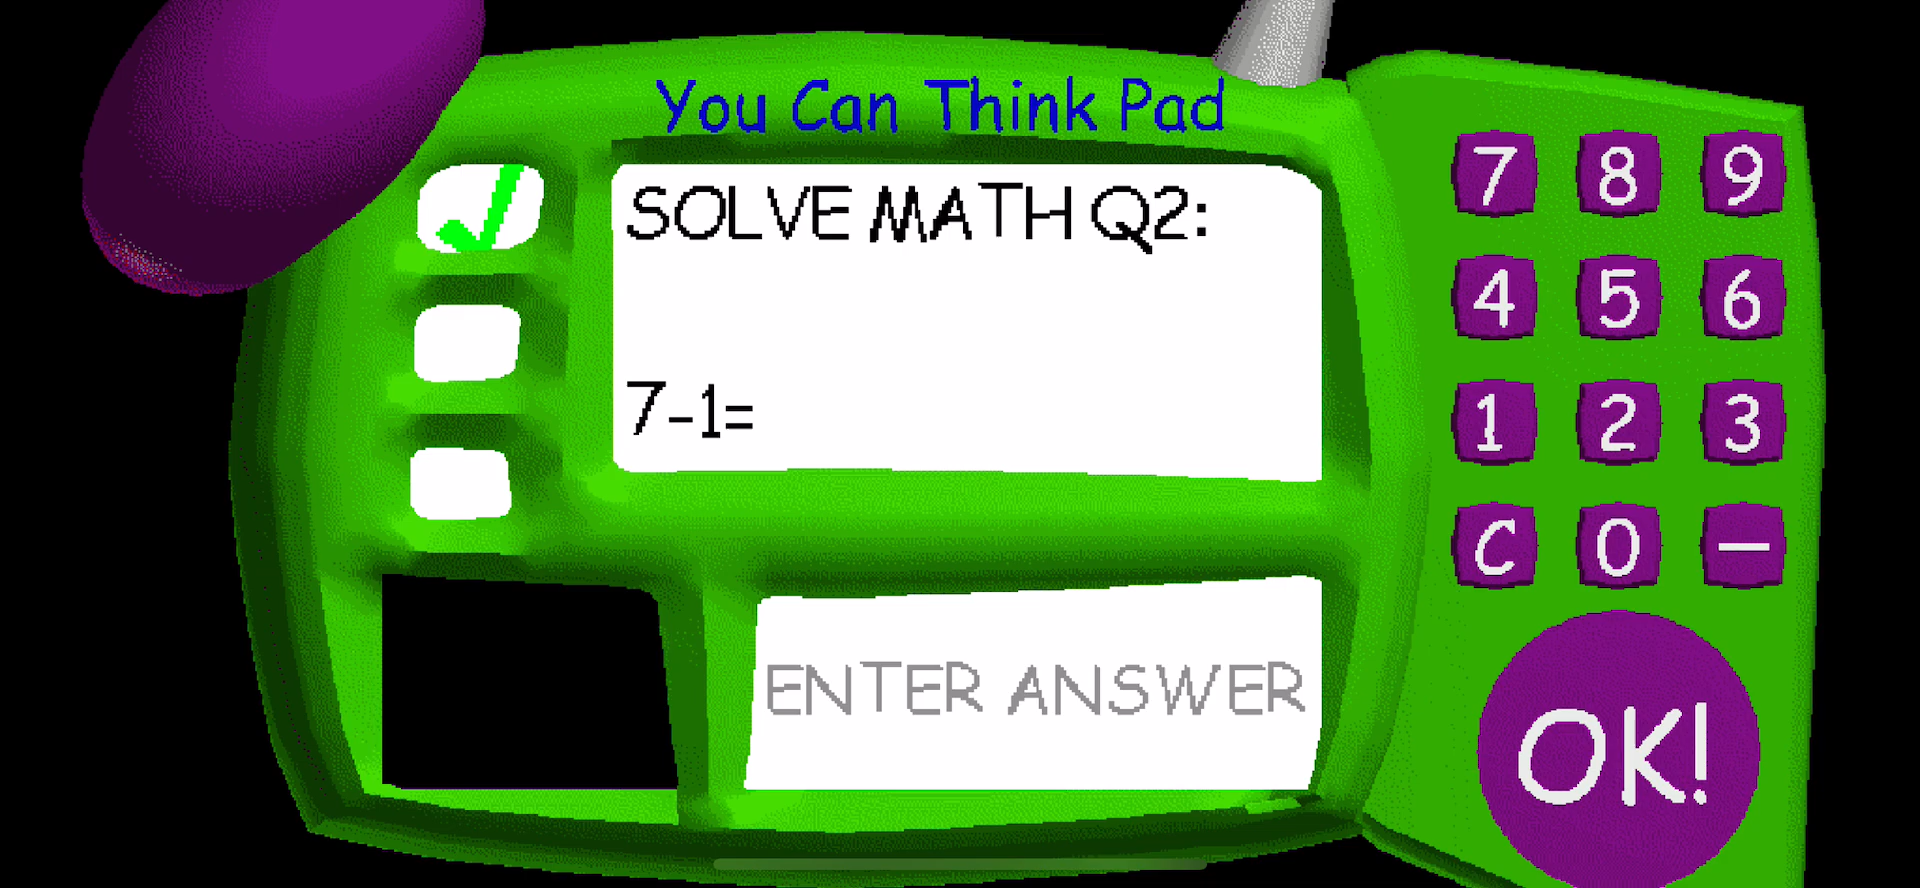 You Can Think Pad
SOLVE MATH Q2:
7-1=
ENTER ANSWER
7 8 9
4 5 6
1 2 3
C 0 −
OK!